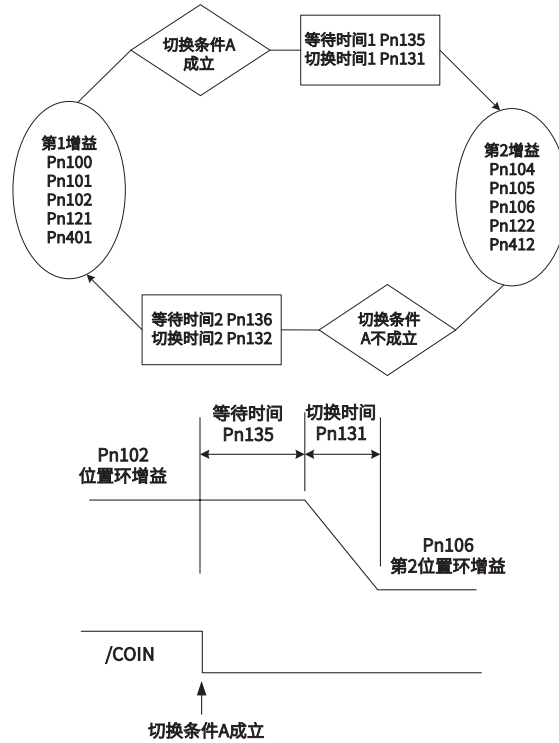 切换条件A
成立
等待时间1 Pn135
切换时间1 Pn131
第1增益
Pn100
Pn101
Pn102
Pn121
Pn401
第2增益
Pn104
Pn105
Pn106
Pn122
Pn412
等待时间2 Pn136
切换时间2 Pn132
切换条件
A不成立
等待时间
Pn135
切换时间
Pn131
Pn102
位置环增益
Pn106
第2位置环增益
/COIN
切换条件A成立